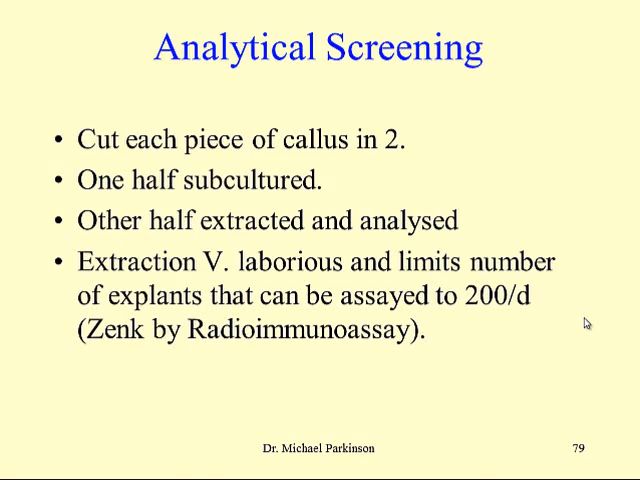 Analytical Screening
• Cut each piece of callus in 2.
• One half subcultured.
• Other half extracted and analysed
• Extraction V. laborious and limits number
of explants that can be assayed to 200/d
(Zenk by Radioimmunoassay).
Dr. Michael Parkinson
79